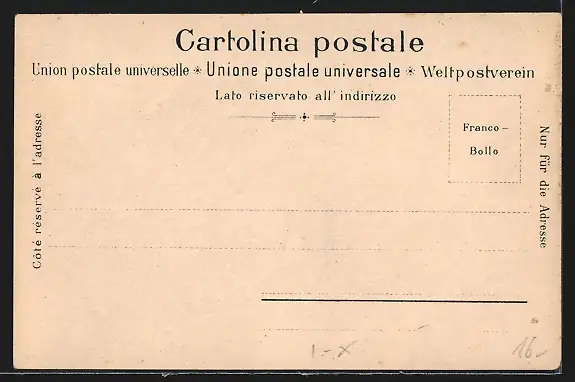 Cartolina postale
Union postale universelle * Unione postale universale * Weltpostverein
Lato riservato all' indirizzo
Franco-
Bollo
Côté réservé à l'adresse
Nur für die Adresse
I-X
16-